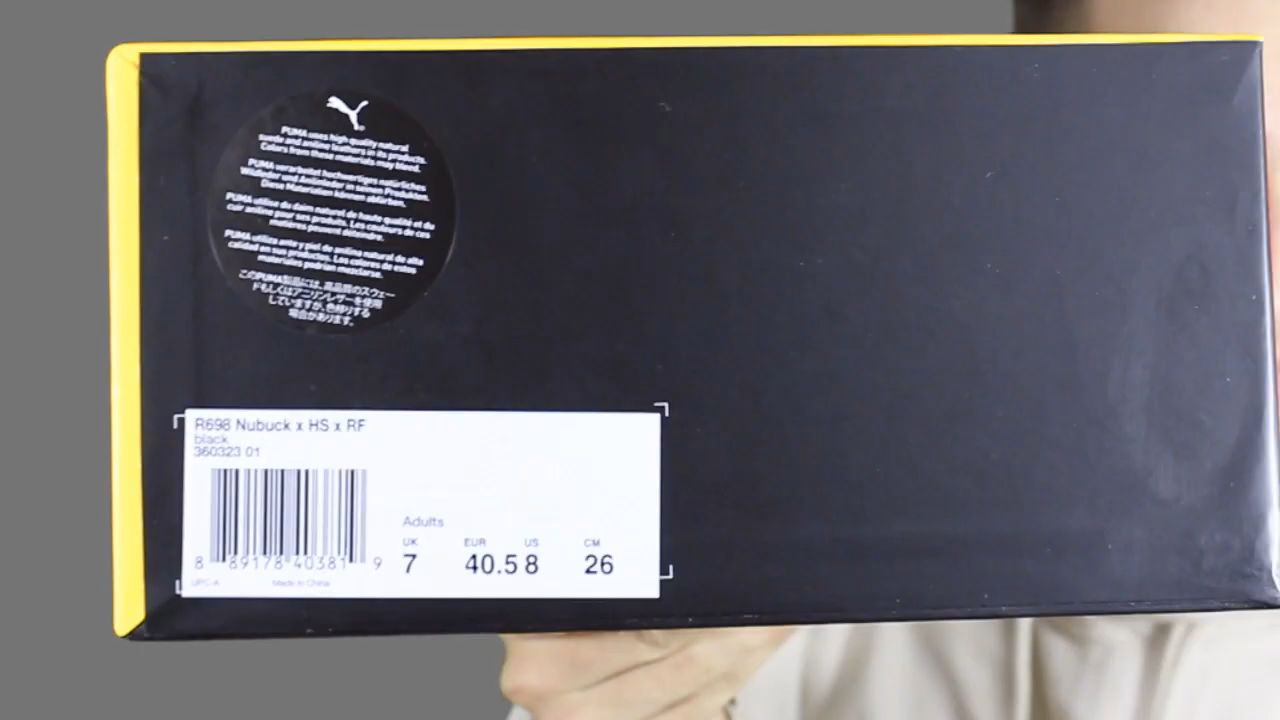 PUMA uses high quality natural
suede and aniline leathers in its products.
Colors from these materials may bleed.
PUMA verarbeitet hochwertiges natürliches
Wildleder und Anilinleder in seinen Produkten.
Diese Materialien können abfärben.
PUMA utilise du daim naturel de haute qualité et du
cuir aniline pour ses produits. Les couleurs de ces
matières peuvent déteindre.
PUMA utiliza ante y piel de anilina natural de alta
calidad en sus productos. Los colores de estos
materiales podrían mezclarse.
このPUMA製品には、高品質のスウェー
ドもしくはアニリンレザーを使用
していますが、色移りする
場合があります。
R698 Nubuck x HS x RF
black
360323 01
Adults
UK EUR US CM
7 40.5 8 26
8 89178 40381 9
UPC-A Made in China